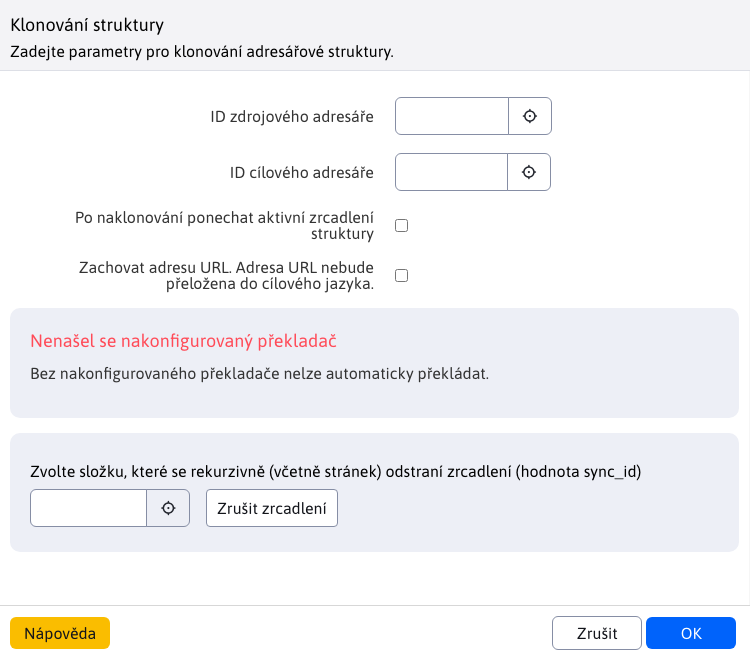 Klonování struktury
Zadejte parametry pro klonování adresářové struktury.
ID zdrojového adresáře
ID cílového adresáře
Po naklonování ponechat aktivní zrcadlení
struktury
Zachovat adresu URL. Adresa URL nebude
přeložena do cílového jazyka.
Nenašel se nakonfigurovaný překladač
Bez nakonfigurovaného překladače nelze automaticky překládat.
Zvolte složku, které se rekurzivně (včetně stránek) odstraní zrcadlení (hodnota sync_id)
Zrušit zrcadlení
Nápověda
Zrušit
OK